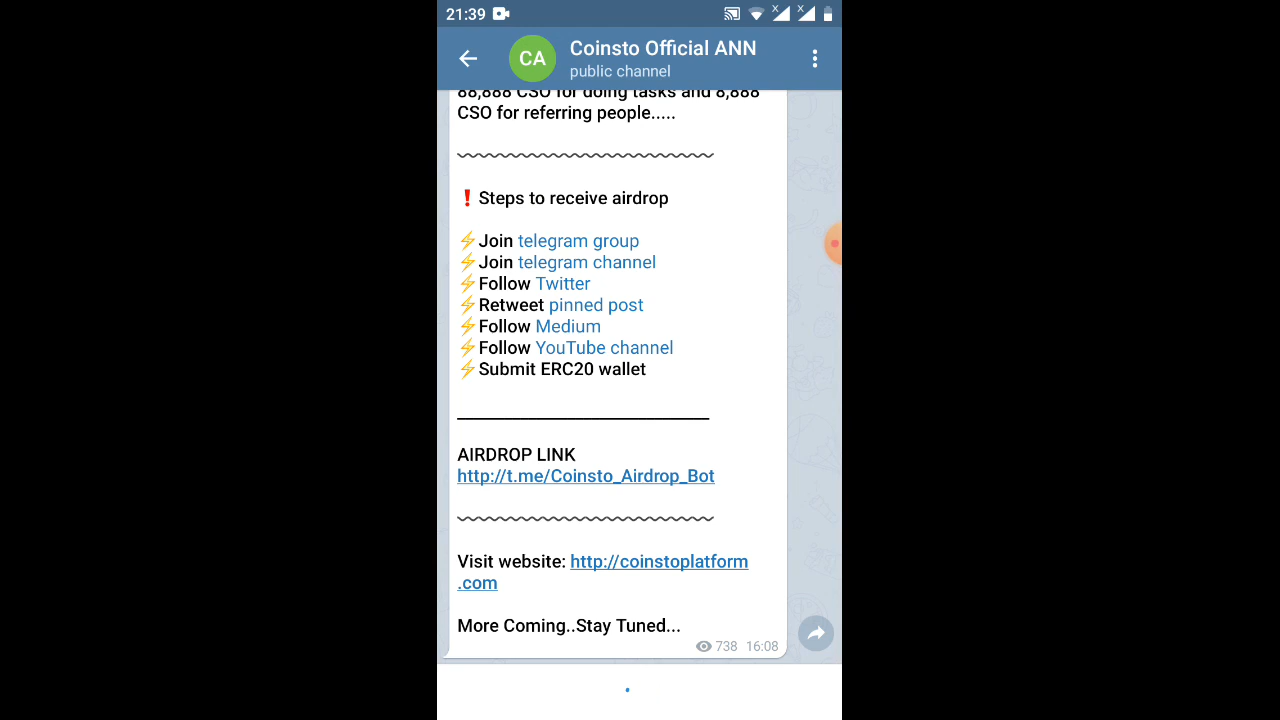 21:39
CA
Coinsto Official ANN
public channel
88,888 CSO for doing tasks and 8,888
CSO for referring people.....
❗Steps to receive airdrop
⚡Join telegram group
⚡Join telegram channel
⚡Follow Twitter
⚡Retweet pinned post
⚡Follow Medium
⚡Follow YouTube channel
⚡Submit ERC20 wallet
AIRDROP LINK
http://t.me/Coinsto_Airdrop_Bot
Visit website: http://coinstoplatform
.com
More Coming..Stay Tuned...
738 16:08